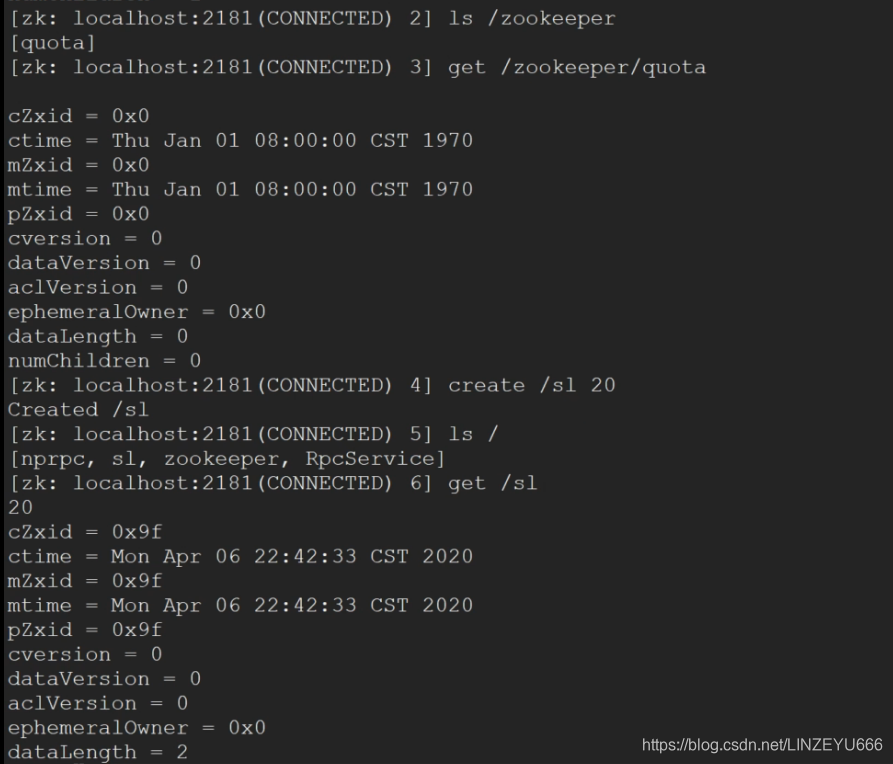 [zk: localhost:2181(CONNECTED) 2] ls /zookeeper
[quota]
[zk: localhost:2181(CONNECTED) 3] get /zookeeper/quota
cZxid = 0x0
ctime = Thu Jan 01 08:00:00 CST 1970
mZxid = 0x0
mtime = Thu Jan 01 08:00:00 CST 1970
pZxid = 0x0
cversion = 0
dataVersion = 0
aclVersion = 0
ephemeralOwner = 0x0
dataLength = 0
numChildren = 0
[zk: localhost:2181(CONNECTED) 4] create /sl 20
Created /sl
[zk: localhost:2181(CONNECTED) 5] ls /
[nprpc, sl, zookeeper, RpcService]
[zk: localhost:2181(CONNECTED) 6] get /sl
20
cZxid = 0x9f
ctime = Mon Apr 06 22:42:33 CST 2020
mZxid = 0x9f
mtime = Mon Apr 06 22:42:33 CST 2020
pZxid = 0x9f
cversion = 0
dataVersion = 0
aclVersion = 0
ephemeralOwner = 0x0
dataLength = 2
https://blog.csdn.net/LINZEYU666